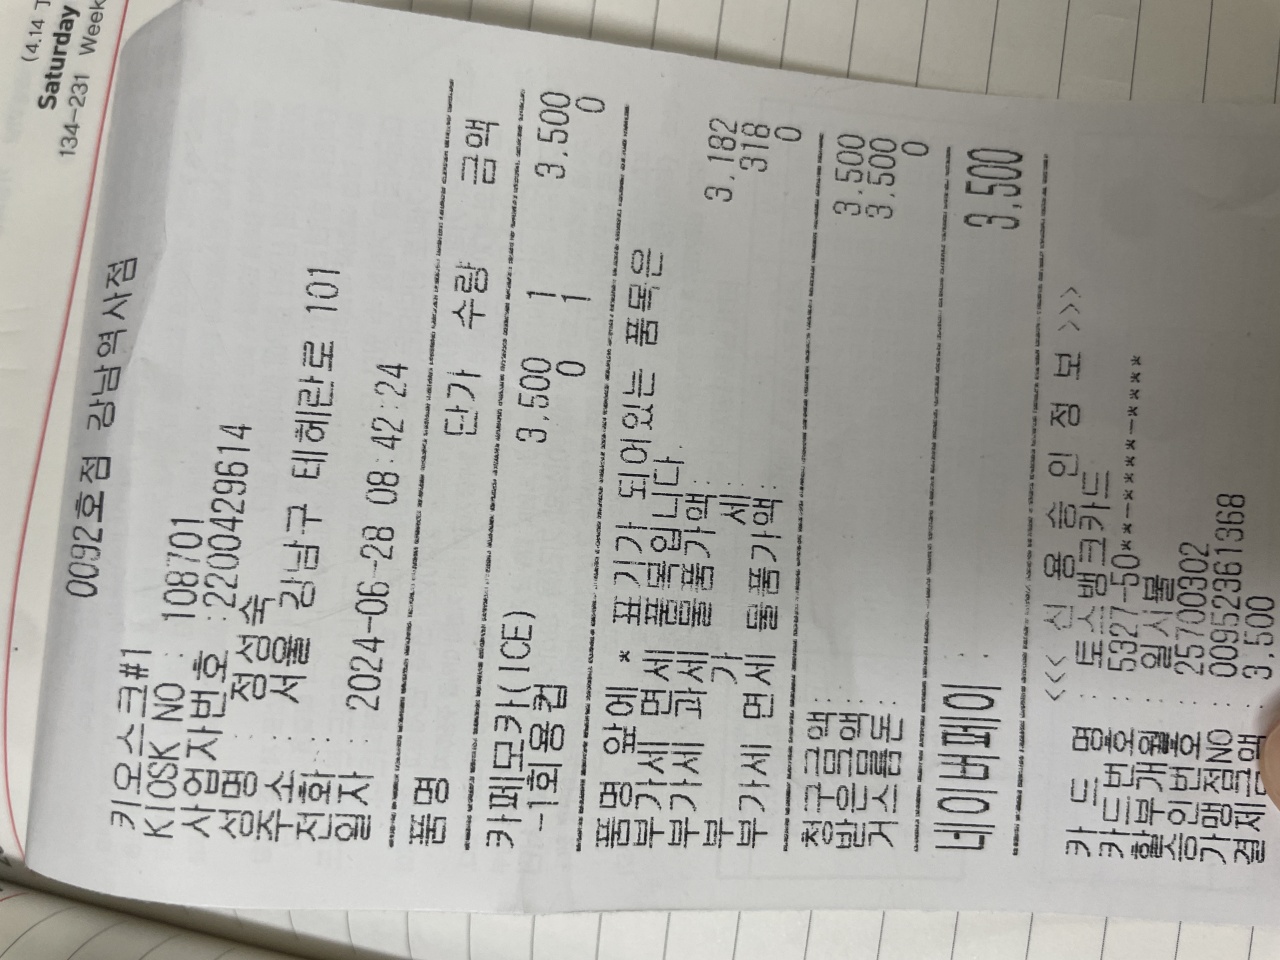 (4.14
Saturday
134-231 Week
0092호점 강남역사점
키오스크#1
KIOSK NO : 108701
사업자번호 :2200429614
성명 : 정성숙
주소 : 서울 강남구 테헤란로 101
전화 :
일자 : 2024-06-28 08:42:24
품명 단가 수량 금액
카페모카(ICE) 3,500 1 3,500
-1회용컵 0 1 0
품명 앞에 * 표기가 되어있는 품목은
부가세 면세 품목입니다.
부가세 과세 물품가액: 3,182
부 가 세: 318
부가세 면세 물품가액: 0
청구금액: 3,500
받은금액: 3,500
거스름돈: 0
네이버페이 : 3,500
<<< 신 용 승 인 정 보 >>>
카 드 명 : 토스뱅크카드
카드번호 : 5327-50**-****-****
할부개월 : 일시불
승인번호 : 25700302
가맹점NO : 00952361368
결제금액 : 3,500